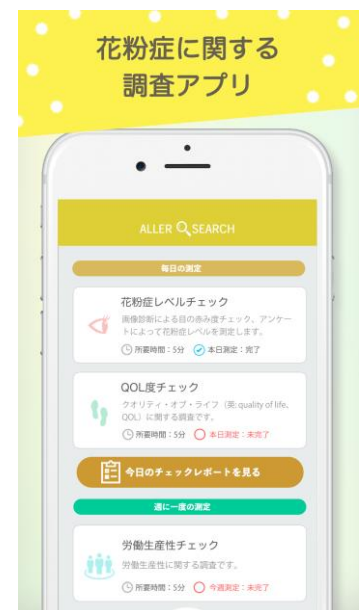 花粉症に関する
調査アプリ
ALLER SEARCH
毎日の測定
花粉症レベルチェック
画像診断による目の赤み度チェック、アンケー
トによって花粉症レベルを測定します。
所要時間：5分 本日測定：完了
QOL度チェック
クオリティ・オブ・ライフ（英: quality of life、
QOL）に関する調査です。
所要時間：5分 本日測定：未完了
今日のチェックレポートを見る
週に一度の測定
労働生産性チェック
労働生産性に関する調査です。
所要時間：5分 今週測定：未完了